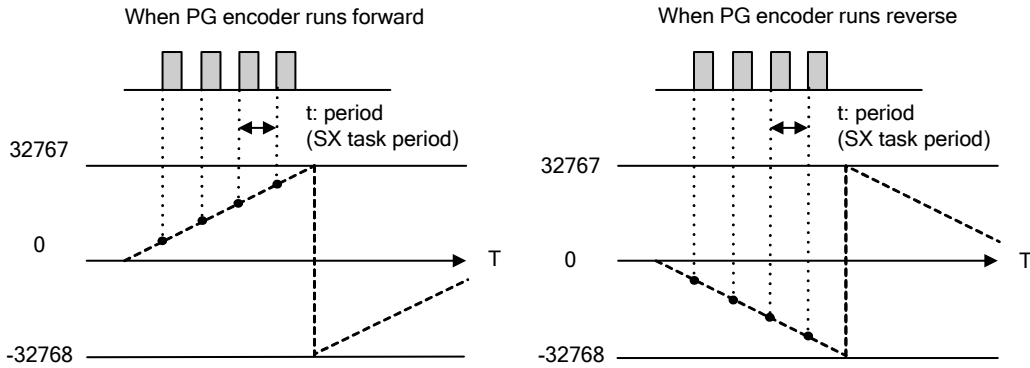 When PG encoder runs forward
t: period
(SX task period)
32767
0
T
-32768
When PG encoder runs reverse
t: period
(SX task period)
32767
0
T
-32768